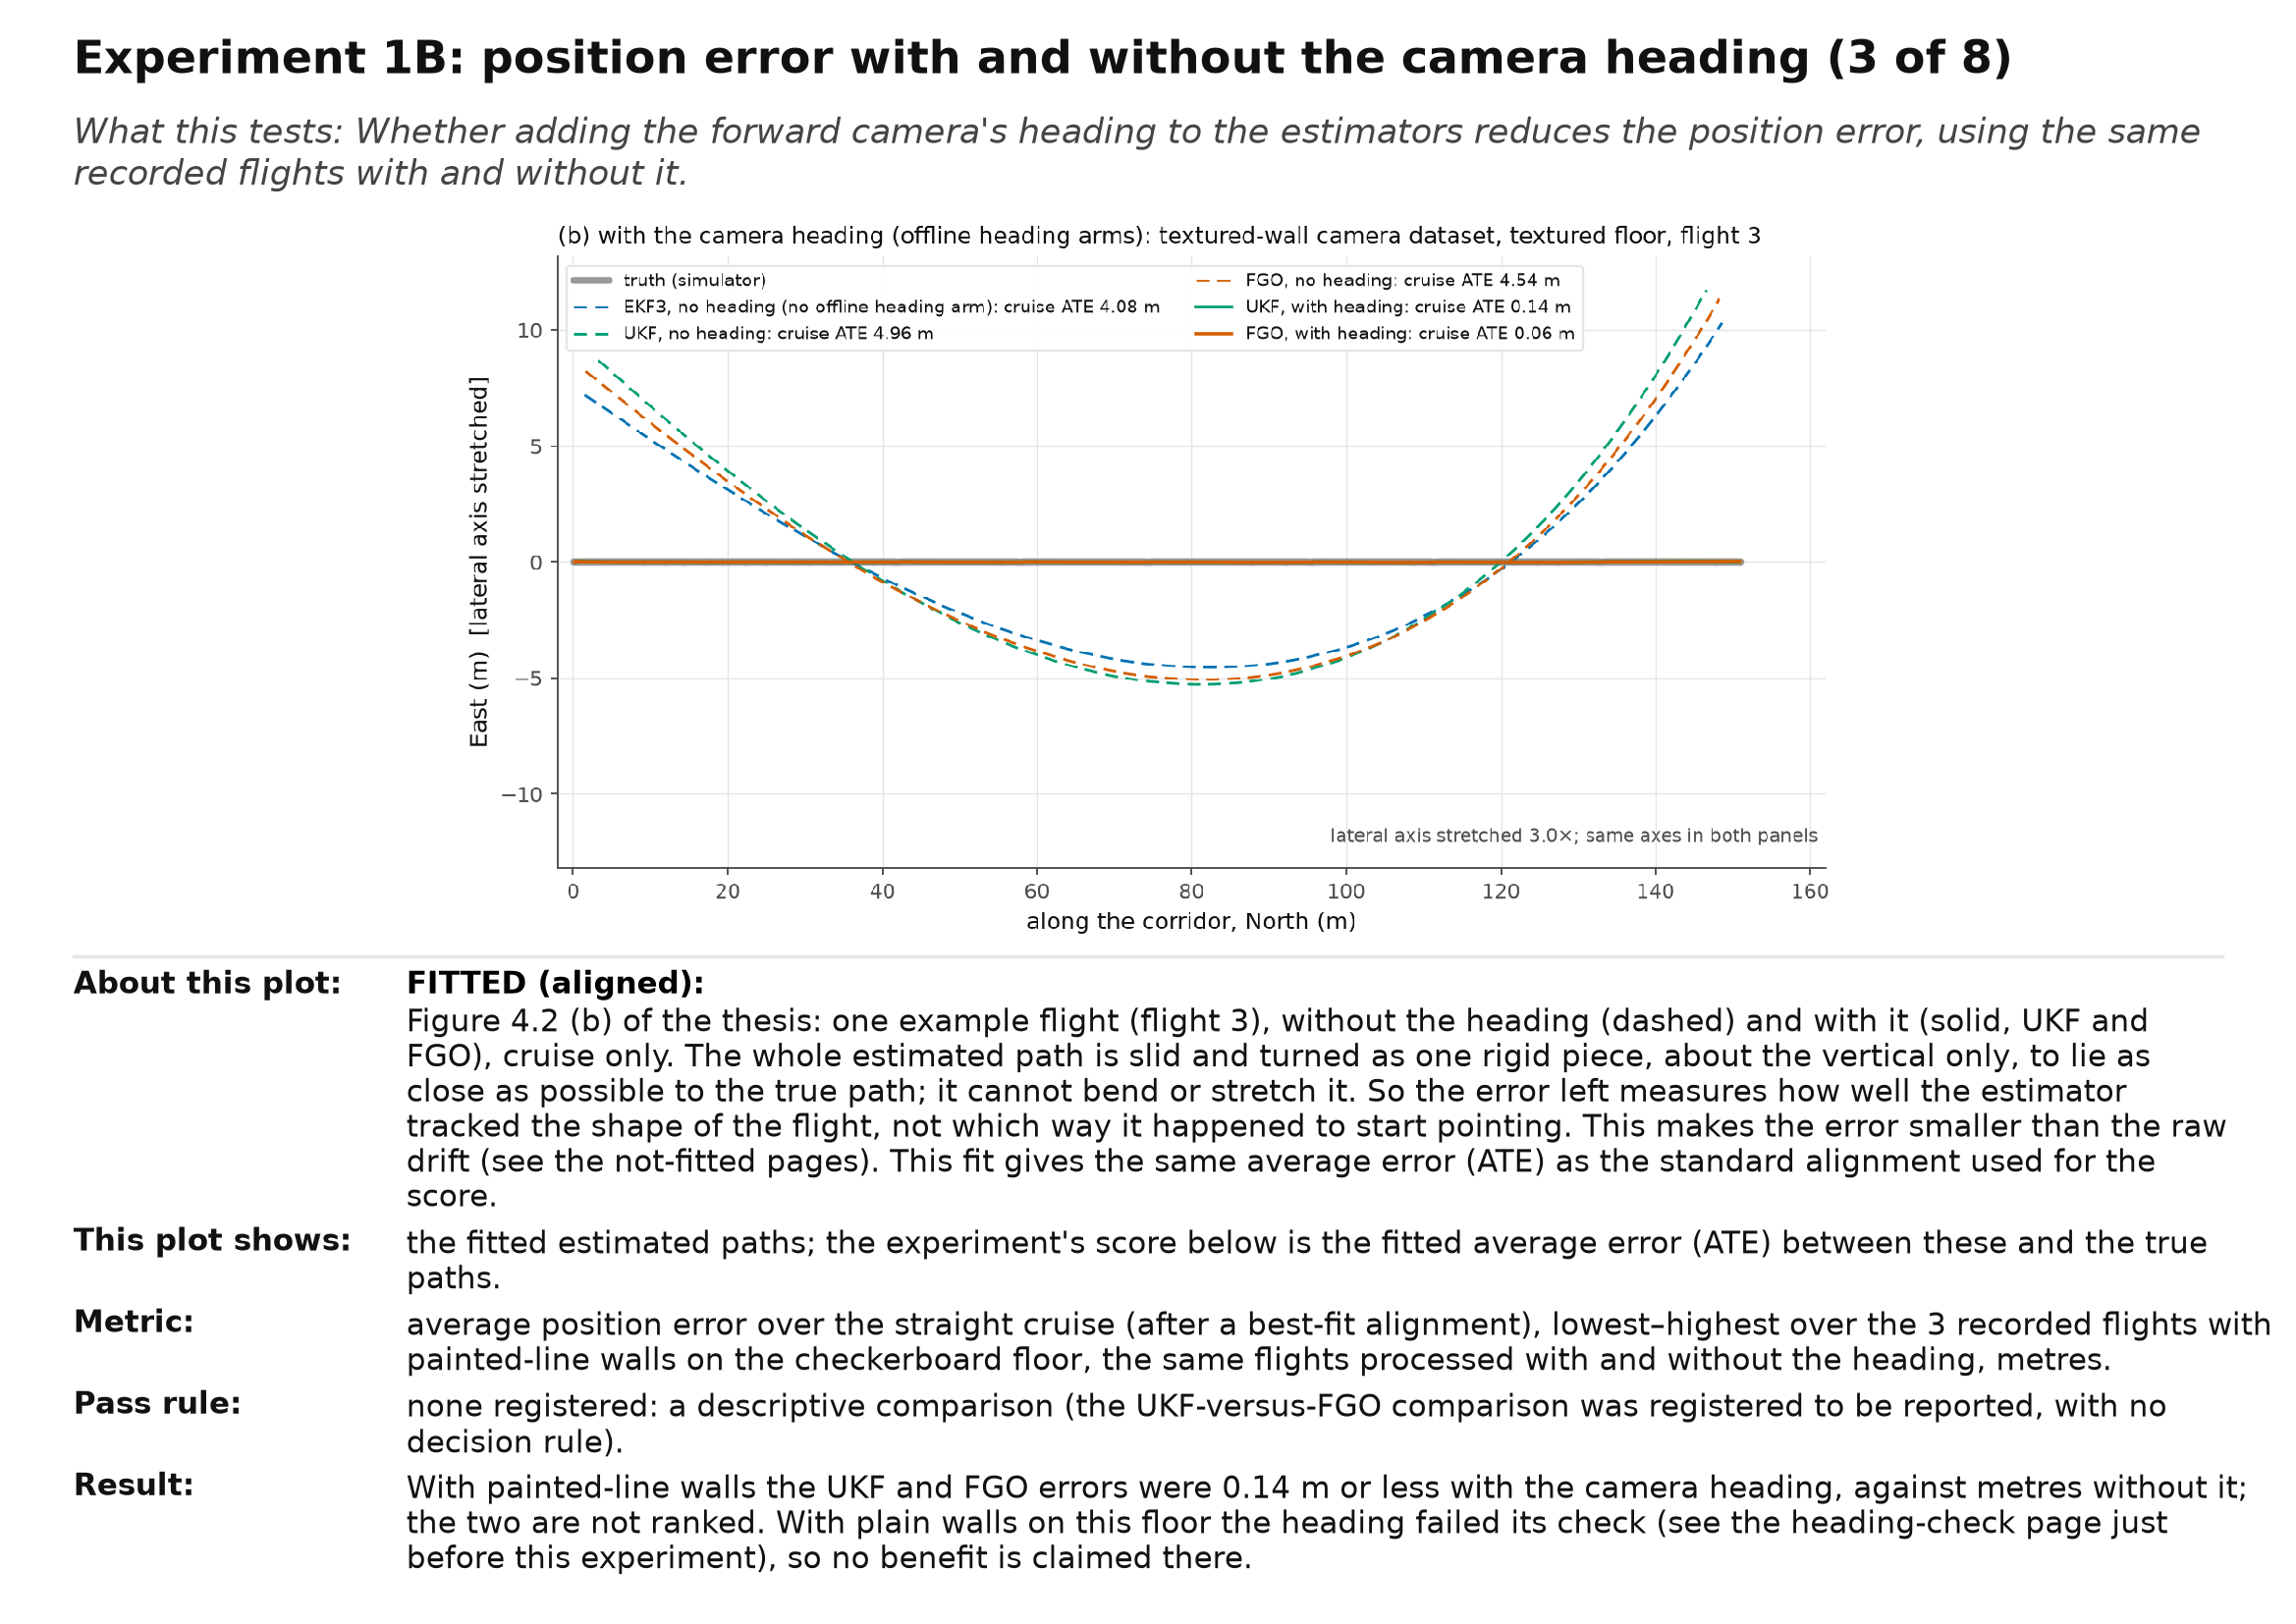 Experiment 1B: position error with and without the camera heading (3 of 8)
What this tests: Whether adding the forward camera's heading to the estimators reduces the position error, using the same
recorded flights with and without it.
(b) with the camera heading (offline heading arms): textured-wall camera dataset, textured floor, flight 3
truth (simulator)
EKF3, no heading (no offline heading arm): cruise ATE 4.08 m
UKF, no heading: cruise ATE 4.96 m
FGO, no heading: cruise ATE 4.54 m
UKF, with heading: cruise ATE 0.14 m
FGO, with heading: cruise ATE 0.06 m
East (m) [lateral axis stretched]
10
5
0
−5
−10
lateral axis stretched 3.0×; same axes in both panels
0 20 40 60 80 100 120 140 160
along the corridor, North (m)
About this plot:
FITTED (aligned):
Figure 4.2 (b) of the thesis: one example flight (flight 3), without the heading (dashed) and with it (solid, UKF and
FGO), cruise only. The whole estimated path is slid and turned as one rigid piece, about the vertical only, to lie as
close as possible to the true path; it cannot bend or stretch it. So the error left measures how well the estimator
tracked the shape of the flight, not which way it happened to start pointing. This makes the error smaller than the raw
drift (see the not-fitted pages). This fit gives the same average error (ATE) as the standard alignment used for the
score.
This plot shows:
the fitted estimated paths; the experiment's score below is the fitted average error (ATE) between these and the true
paths.
Metric:
average position error over the straight cruise (after a best-fit alignment), lowest–highest over the 3 recorded flights with
painted-line walls on the checkerboard floor, the same flights processed with and without the heading, metres.
Pass rule:
none registered: a descriptive comparison (the UKF-versus-FGO comparison was registered to be reported, with no
decision rule).
Result:
With painted-line walls the UKF and FGO errors were 0.14 m or less with the camera heading, against metres without it;
the two are not ranked. With plain walls on this floor the heading failed its check (see the heading-check page just
before this experiment), so no benefit is claimed there.